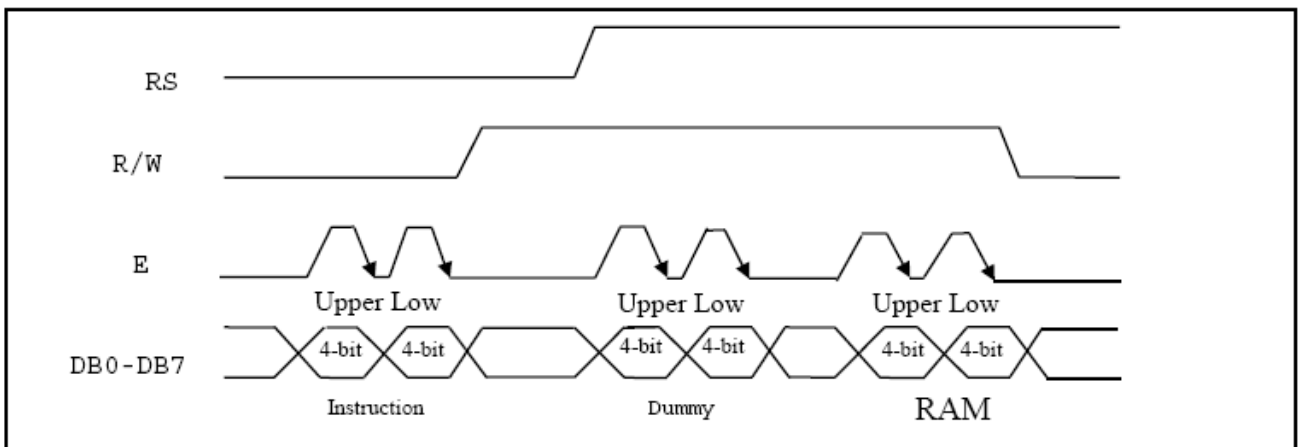 RS
R/W
E
Upper Low Upper Low Upper Low
DB0-DB7 4-bit 4-bit 4-bit 4-bit 4-bit 4-bit
Instruction Dummy RAM